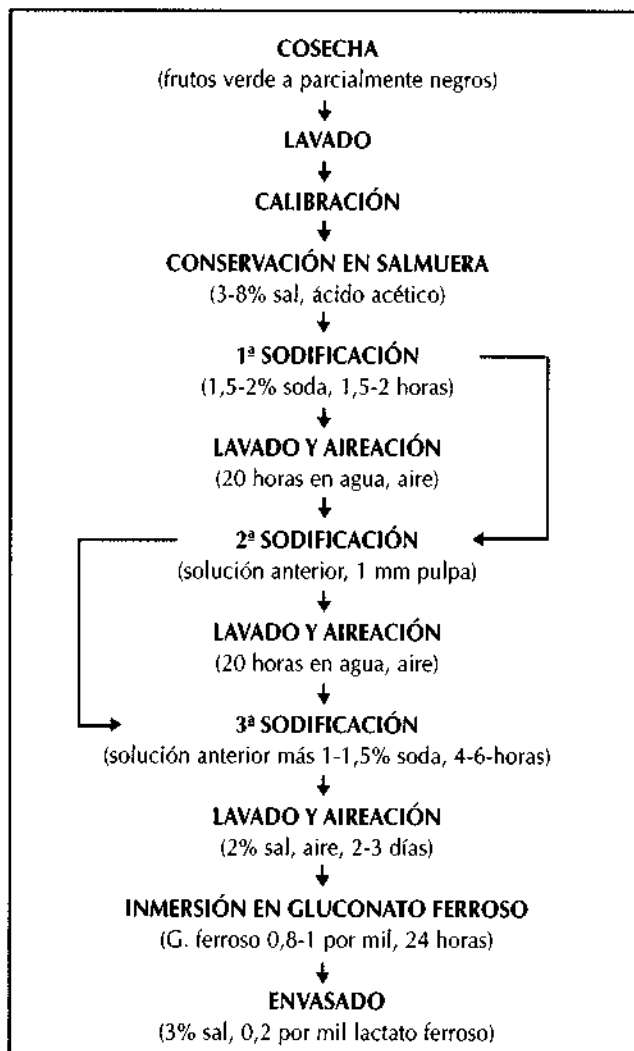 COSECHA
(frutos verde a parcialmente negros)
LAVADO
CALIBRACIÓN
CONSERVACIÓN EN SALMUERA
(3-8% sal, ácido acético)
1ª SODIFICACIÓN
(1,5-2% soda, 1,5-2 horas)
LAVADO Y AIREACIÓN
(20 horas en agua, aire)
2ª SODIFICACIÓN
(solución anterior, 1 mm pulpa)
LAVADO Y AIREACIÓN
(20 horas en agua, aire)
3ª SODIFICACIÓN
(solución anterior más 1-1,5% soda, 4-6-horas)
LAVADO Y AIREACIÓN
(2% sal, aire, 2-3 días)
INMERSIÓN EN GLUCONATO FERROSO
(G. ferroso 0,8-1 por mil, 24 horas)
ENVASADO
(3% sal, 0,2 por mil lactato ferroso)